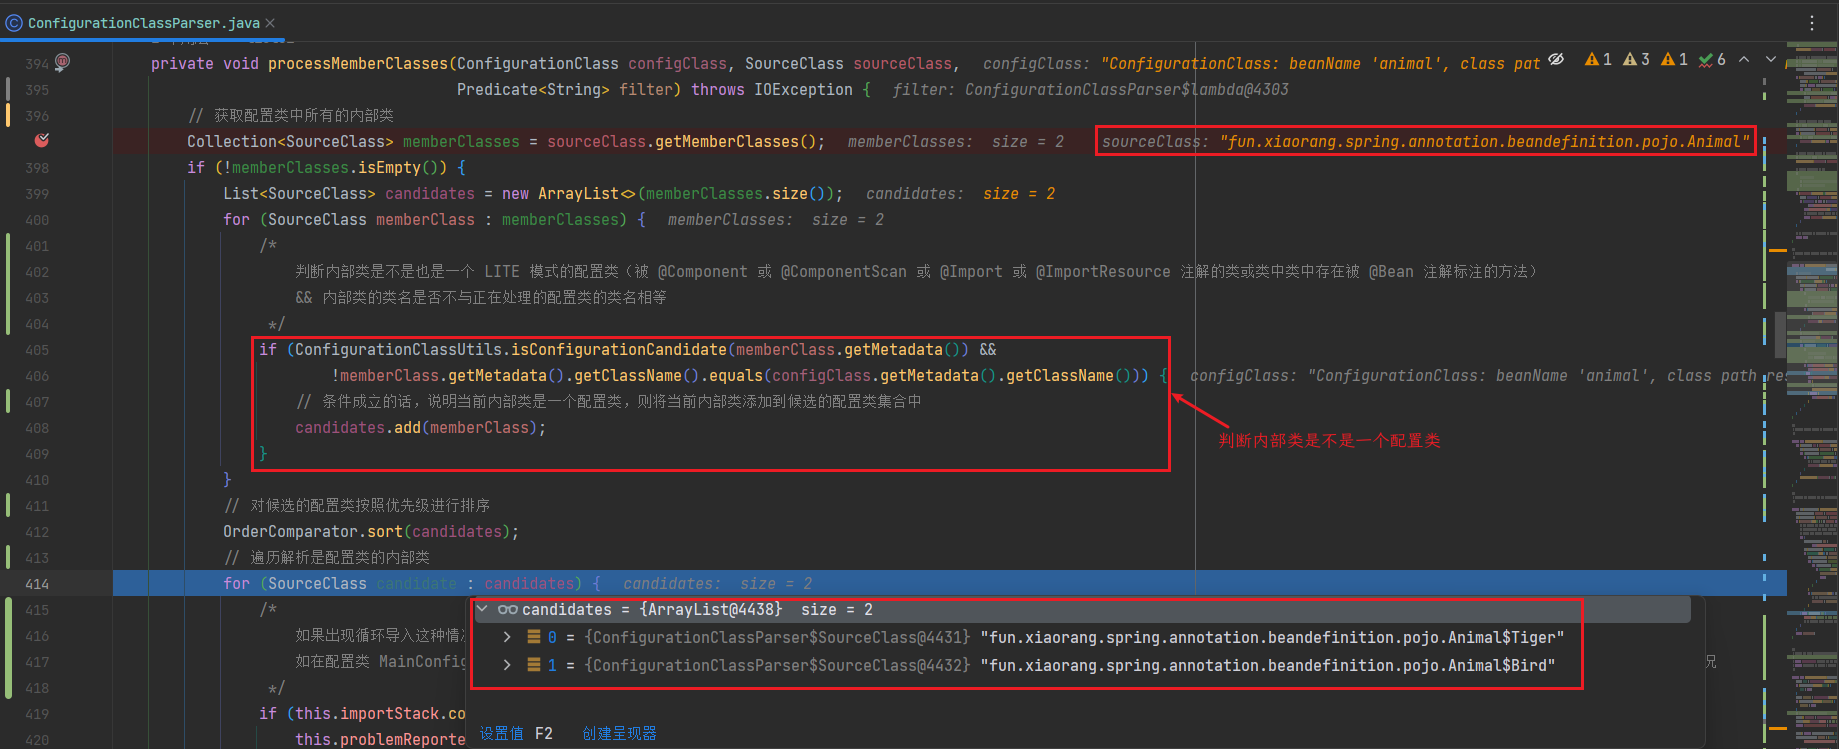 ConfigurationClassParser.java
394 private void processMemberClasses(ConfigurationClass configClass, SourceClass sourceClass, configClass: "ConfigurationClass: beanName 'animal', class pat 1 3 1 6
395 Predicate<String> filter) throws IOException { filter: ConfigurationClassParser$lambda@4303
396 // 获取配置类中所有的内部类
Collection<SourceClass> memberClasses = sourceClass.getMemberClasses(); memberClasses: size = 2 sourceClass: "fun.xiaorang.spring.annotation.beandefinition.pojo.Animal"
398 if (!memberClasses.isEmpty()) {
399 List<SourceClass> candidates = new ArrayList<>(memberClasses.size()); candidates: size = 2
400 for (SourceClass memberClass : memberClasses) { memberClasses: size = 2
401 /*
402 判断内部类是不是也是一个 LITE 模式的配置类（被 @Component 或 @ComponentScan 或 @Import 或 @ImportResource 注解的类或类中类中存在被 @Bean 注解标注的方法）
403 && 内部类的类名是否不与正在处理的配置类的类名相等
404 */
405 if (ConfigurationClassUtils.isConfigurationCandidate(memberClass.getMetadata()) &&
406 !memberClass.getMetadata().getClassName().equals(configClass.getMetadata().getClassName())) { configClass: "ConfigurationClass: beanName 'animal', class path res
407 // 条件成立的话，说明当前内部类是一个配置类，则将当前内部类添加到候选的配置类集合中
408 candidates.add(memberClass);
判断内部类是不是一个配置类
409 }
410 }
411 // 对候选的配置类按照优先级进行排序
412 OrderComparator.sort(candidates);
413 // 遍历解析是配置类的内部类
414 for (SourceClass candidate : candidates) { candidates: size = 2
415 /*
candidates = {ArrayList@4438} size = 2
416 如果出现循环导入这种情
0 = {ConfigurationClassParser$SourceClass@4431} "fun.xiaorang.spring.annotation.beandefinition.pojo.Animal$Tiger"
417 如在配置类 MainConfig
1 = {ConfigurationClassParser$SourceClass@4432} "fun.xiaorang.spring.annotation.beandefinition.pojo.Animal$Bird"
况
418 */
419 if (this.importStack.co
420 this.problemReporte
设置值 F2 创建呈现器